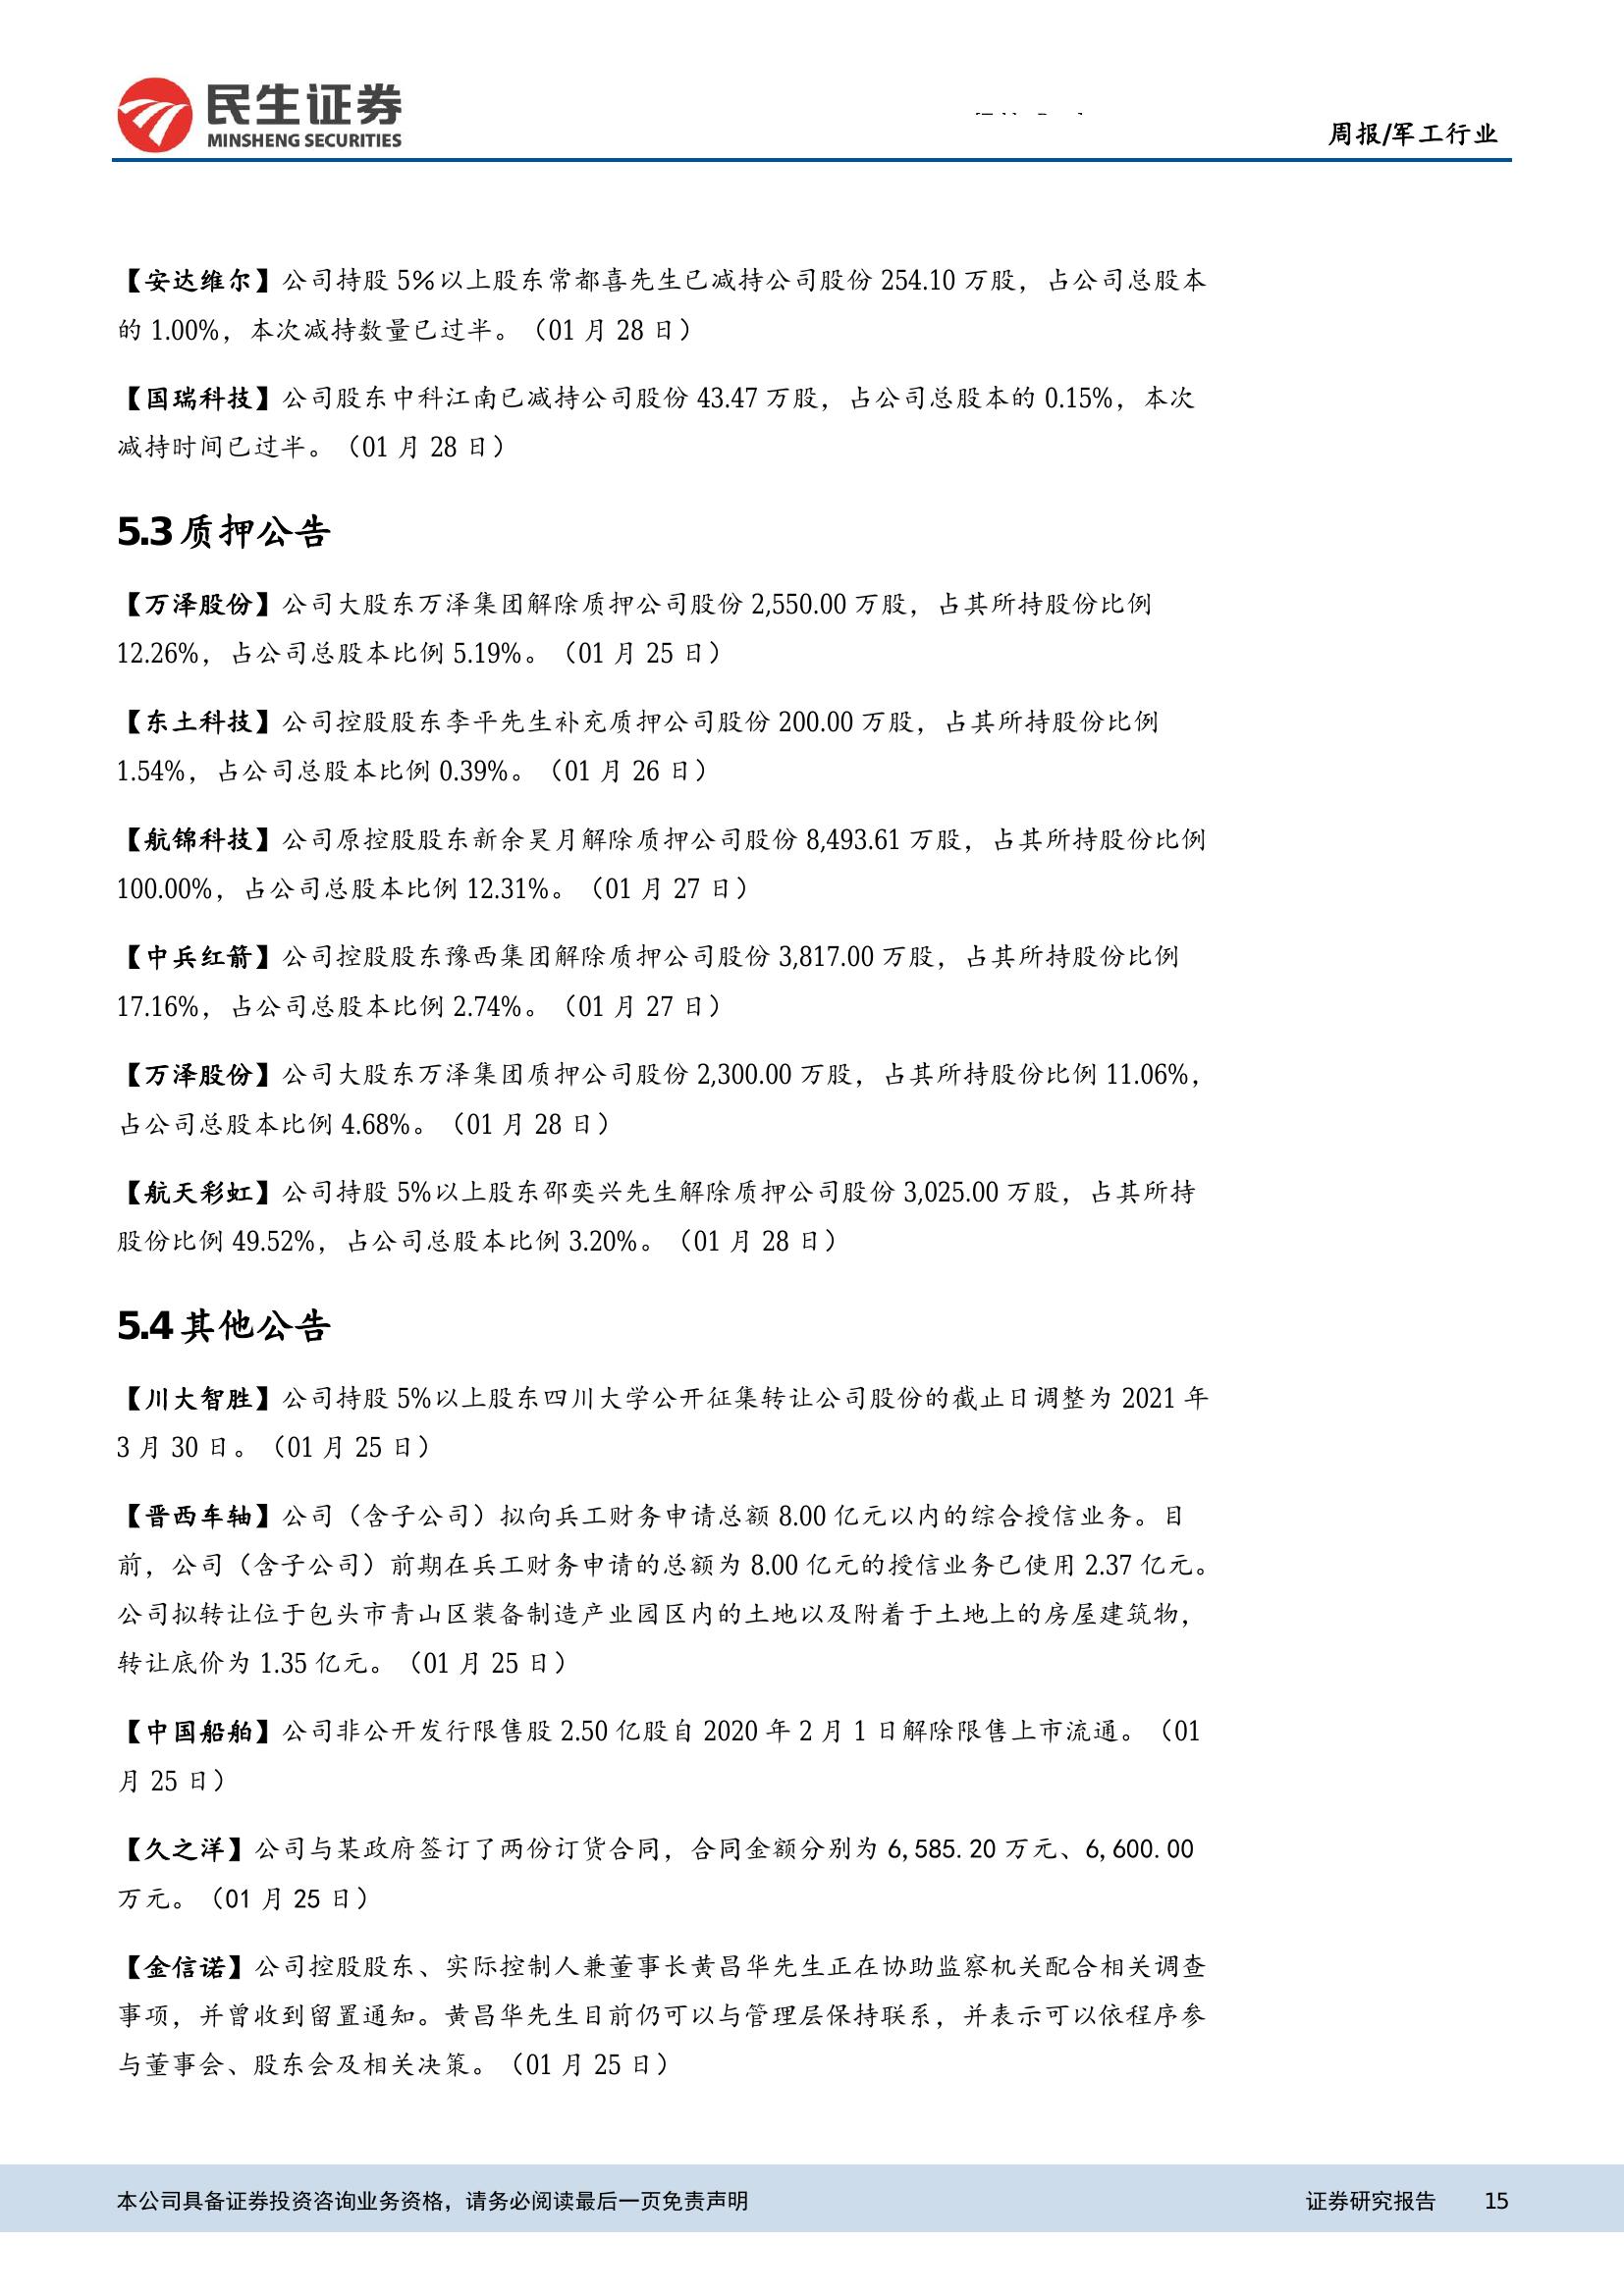 民生证券
MINSHENG SECURITIES
周报/军工行业
【安达维尔】公司持股 5%以上股东常都喜先生已减持公司股份 254.10 万股，占公司总股本
的 1.00%，本次减持数量已过半。（01 月 28 日）
【国瑞科技】公司股东中科江南已减持公司股份 43.47 万股，占公司总股本的 0.15%，本次
减持时间已过半。（01 月 28 日）
5.3 质押公告
【万泽股份】公司大股东万泽集团解除质押公司股份 2,550.00 万股，占其所持股份比例
12.26%，占公司总股本比例 5.19%。（01 月 25 日）
【东土科技】公司控股股东李平先生补充质押公司股份 200.00 万股，占其所持股份比例
1.54%，占公司总股本比例 0.39%。（01 月 26 日）
【航锦科技】公司原控股股东新余昊月解除质押公司股份 8,493.61 万股，占其所持股份比例
100.00%，占公司总股本比例 12.31%。（01 月 27 日）
【中兵红箭】公司控股股东豫西集团解除质押公司股份 3,817.00 万股，占其所持股份比例
17.16%，占公司总股本比例 2.74%。（01 月 27 日）
【万泽股份】公司大股东万泽集团质押公司股份 2,300.00 万股，占其所持股份比例 11.06%，
占公司总股本比例 4.68%。（01 月 28 日）
【航天彩虹】公司持股 5%以上股东邵奕兴先生解除质押公司股份 3,025.00 万股，占其所持
股份比例 49.52%，占公司总股本比例 3.20%。（01 月 28 日）
5.4 其他公告
【川大智胜】公司持股 5%以上股东四川大学公开征集转让公司股份的截止日调整为 2021 年
3 月 30 日。（01 月 25 日）
【晋西车轴】公司（含子公司）拟向兵工财务申请总额 8.00 亿元以内的综合授信业务。目
前，公司（含子公司）前期在兵工财务申请的总额为 8.00 亿元的授信业务已使用 2.37 亿元。
公司拟转让位于包头市青山区装备制造产业园区内的土地以及附着于土地上的房屋建筑物，
转让底价为 1.35 亿元。（01 月 25 日）
【中国船舶】公司非公开发行限售股 2.50 亿股自 2020 年 2 月 1 日解除限售上市流通。（01
月 25 日）
【久之洋】公司与某政府签订了两份订货合同，合同金额分别为 6,585.20 万元、6,600.00
万元。（01 月 25 日）
【金信诺】公司控股股东、实际控制人兼董事长黄昌华先生正在协助监察机关配合相关调查
事项，并曾收到留置通知。黄昌华先生目前仍可以与管理层保持联系，并表示可以依程序参
与董事会、股东会及相关决策。（01 月 25 日）
本公司具备证券投资咨询业务资格，请务必阅读最后一页免责声明
证券研究报告 15